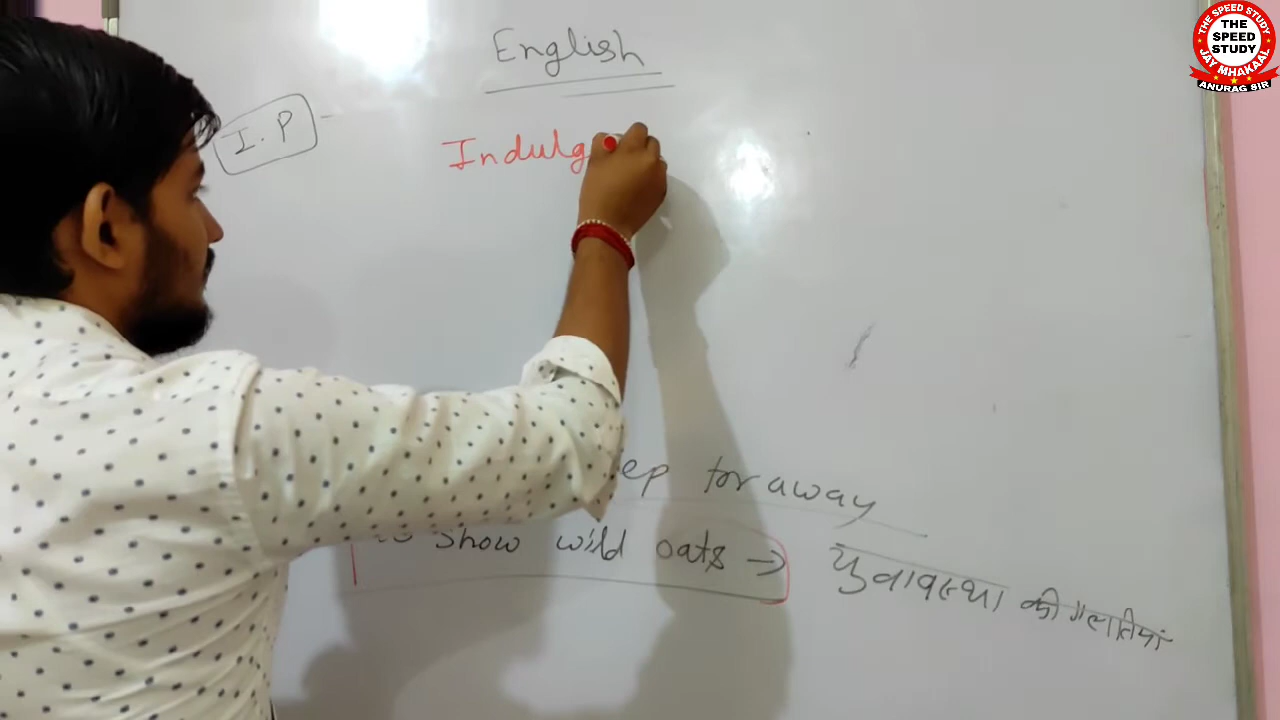 English
I.P
Indulg
ep for away
to Show wild oats → युवावस्था की गलतियां
THE SPEED STUDY
THE
SPEED
STUDY
JAY MHAKAAL
ANURAG SIR